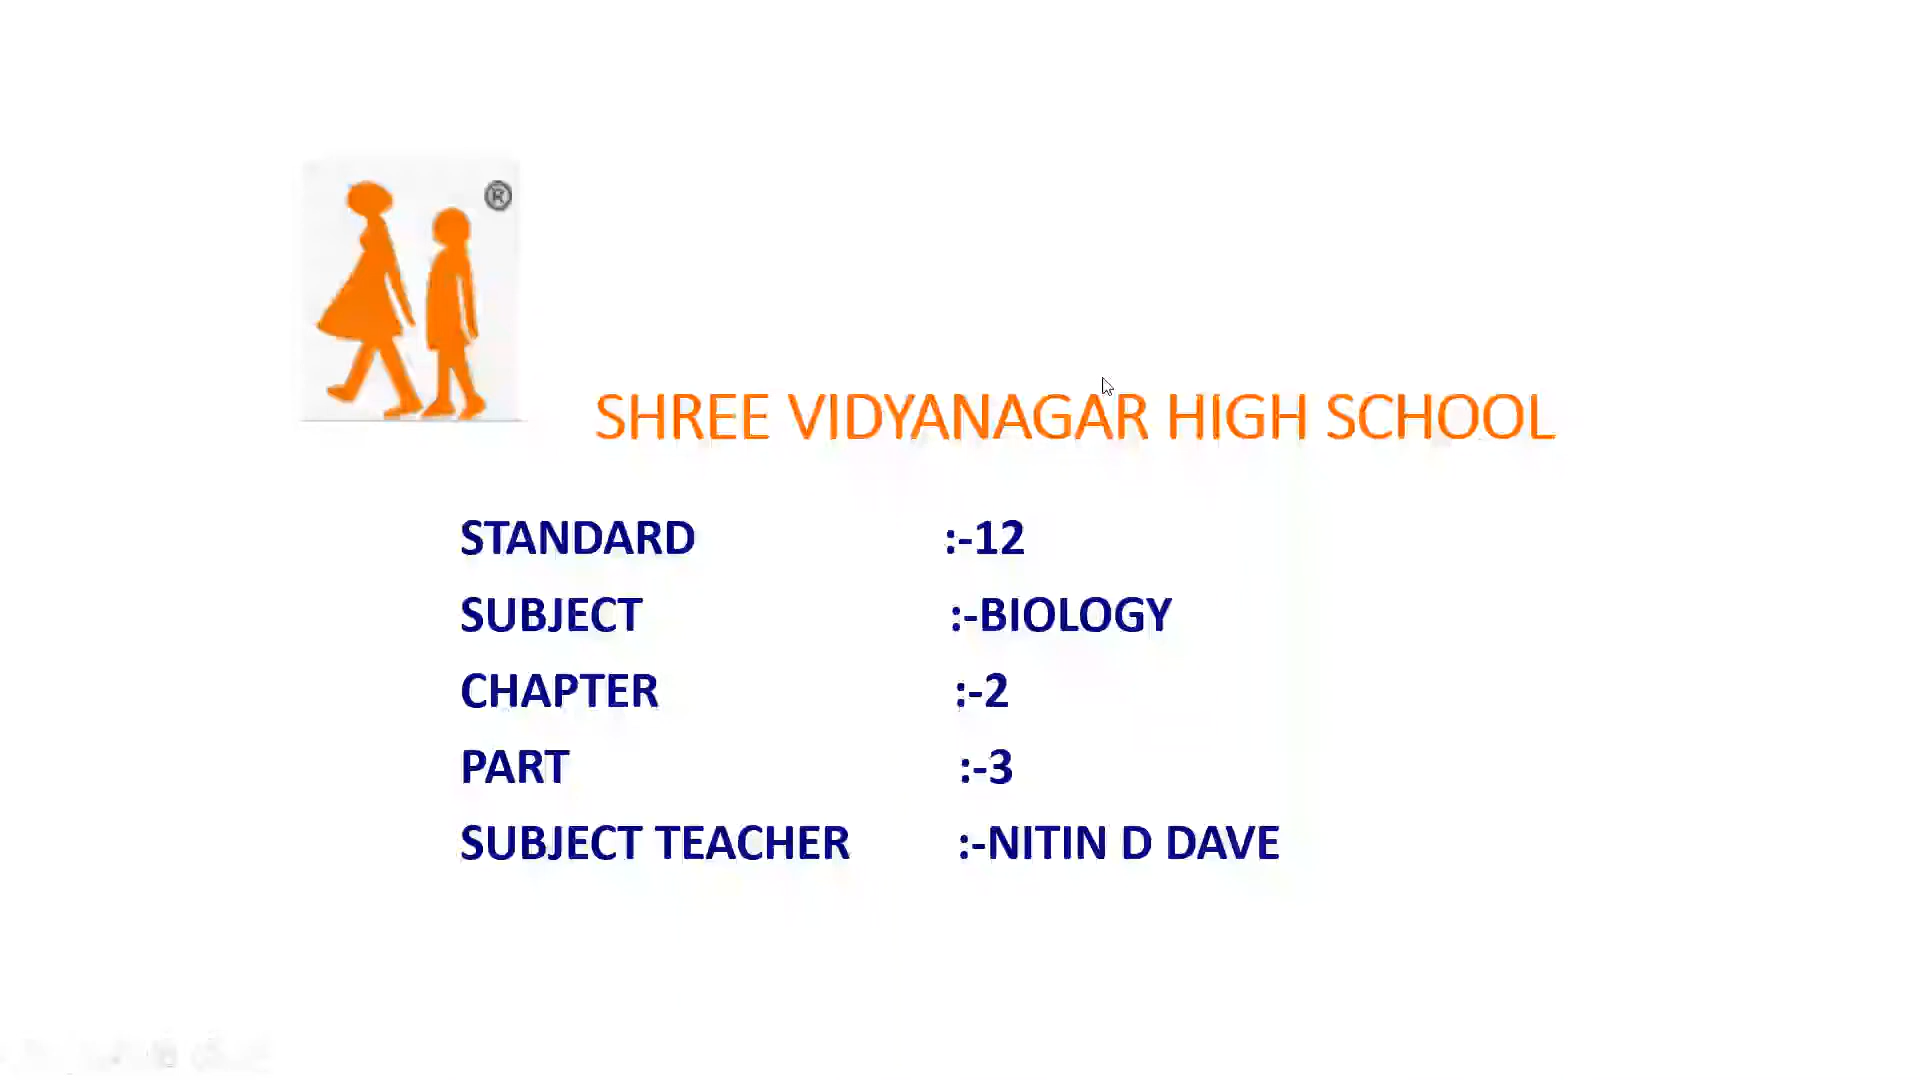 ®
SHREE VIDYANAGAR HIGH SCHOOL
STANDARD :-12
SUBJECT :-BIOLOGY
CHAPTER :-2
PART :-3
SUBJECT TEACHER :-NITIN D DAVE